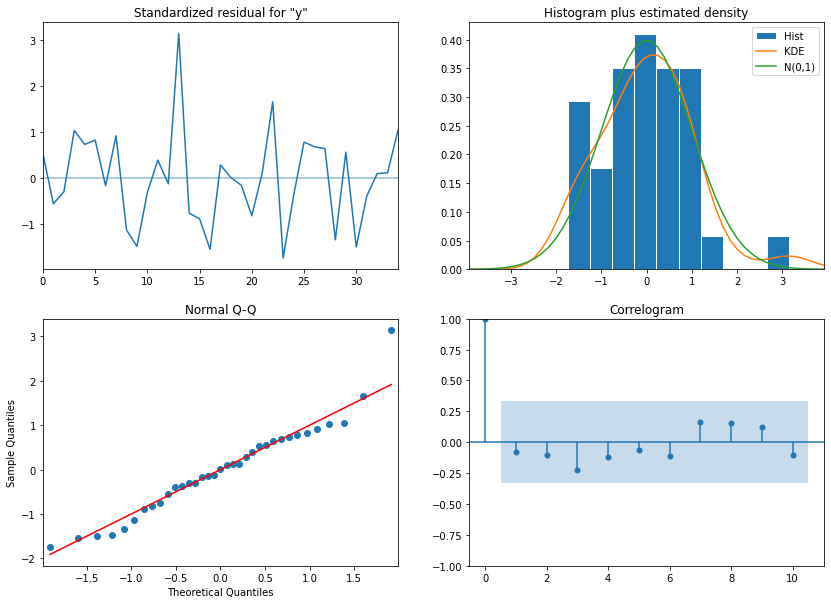 Standardized residual for "y"
3
2
1
0
−1
0 5 10 15 20 25 30
Histogram plus estimated density
0.40
0.35
0.30
0.25
0.20
0.15
0.10
0.05
0.00
−3 −2 −1 0 1 2 3
Hist
KDE
N(0,1)
Normal Q-Q
Sample Quantiles
3
2
1
0
−1
−2
−1.5 −1.0 −0.5 0.0 0.5 1.0 1.5
Theoretical Quantiles
Correlogram
1.00
0.75
0.50
0.25
0.00
−0.25
−0.50
−0.75
−1.00
0 2 4 6 8 10